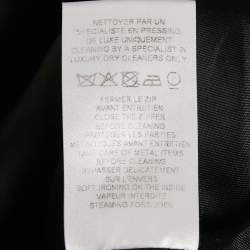 NETTOYER PAR UN
SPECIALISTE EN PRESSING
DE LUXE UNIQUEMENT
CLEANING BY A SPECIALIST IN
LUXURY DRY CLEANERS ONLY
FERMER LE ZIP
AVANT ENTRETIEN
CLOSE THE ZIPPER
BEFORE CLEANING
PROTEGER LES PARTIES
METALLIQUES AVANT ENTRETIEN
TAKE CARE OF METAL ITEMS
BEFORE CLEANING
REPASSAGE DOUX
SUR L'ENVERS
SOFT IRONING ON THE INSIDE
VAPEUR INTERDITE
STEAMING FORBIDDEN